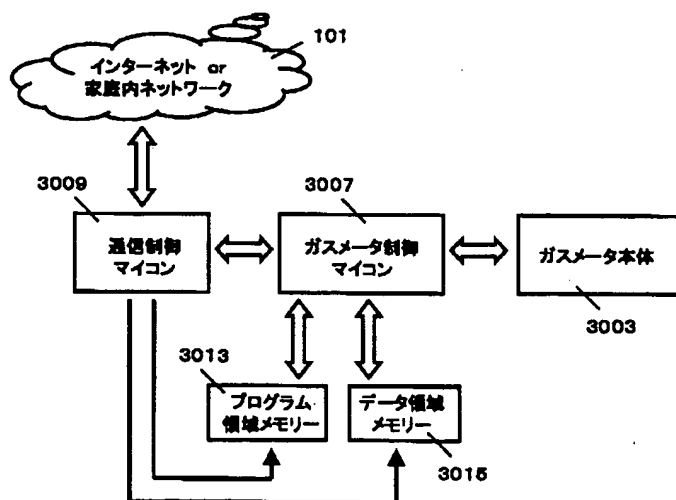 101
インターネット or
家庭内ネットワーク
3009
通信制御
マイコン
3007
ガスメータ制御
マイコン
ガスメータ本体
3003
3013
プログラム
領域メモリー
データ領域
メモリー
3015